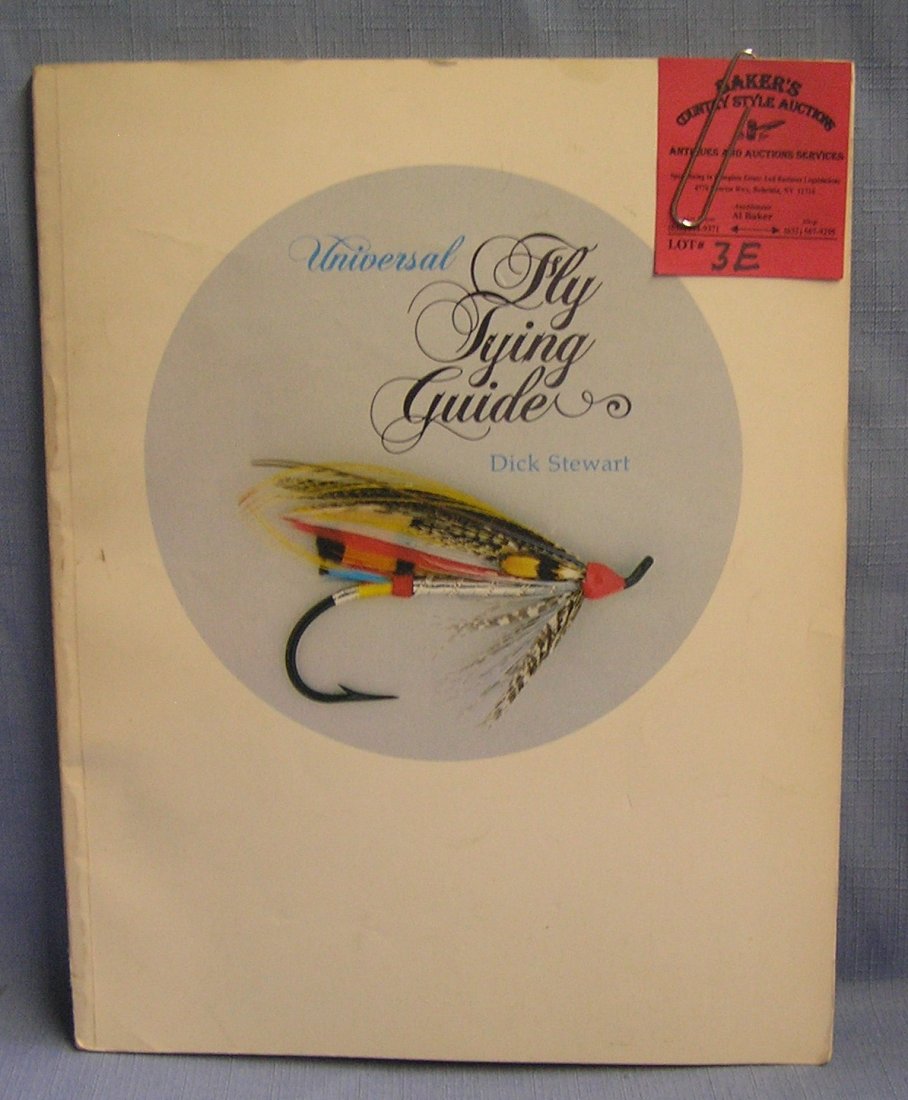 Universal Fly
Tying
Guide
Dick Stewart
BAKER'S
COUNTRY STYLE AUCTIONS
ANTIQUES AND AUCTIONS SERVICES
Al Baker
LOT# 3E